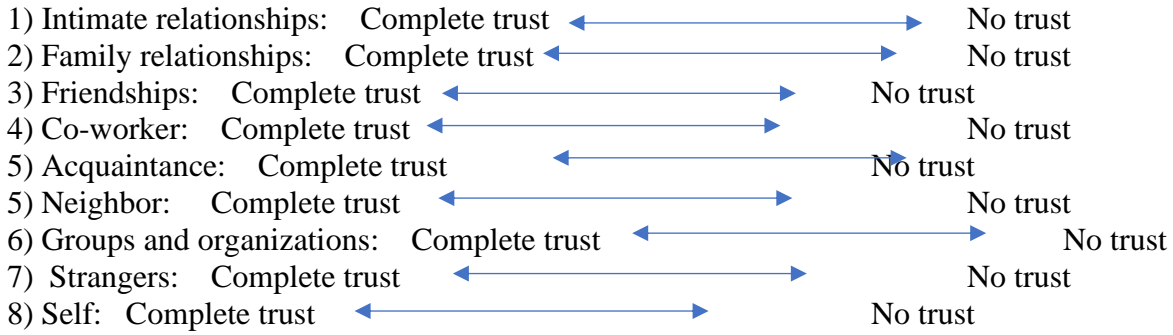 1) Intimate relationships: Complete trust No trust
2) Family relationships: Complete trust No trust
3) Friendships: Complete trust No trust
4) Co-worker: Complete trust No trust
5) Acquaintance: Complete trust No trust
5) Neighbor: Complete trust No trust
6) Groups and organizations: Complete trust No trust
7) Strangers: Complete trust No trust
8) Self: Complete trust No trust